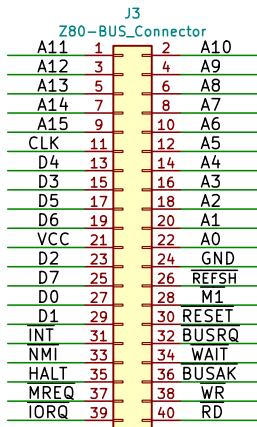 J3
Z80-BUS_Connector
A11 1 2 A10
A12 3 4 A9
A13 5 6 A8
A14 7 8 A7
A15 9 10 A6
CLK 11 12 A5
D4 13 14 A4
D3 15 16 A3
D5 17 18 A2
D6 19 20 A1
VCC 21 22 A0
D2 23 24 GND
D7 25 26 REFSH
D0 27 28 M1
D1 29 30 RESET
INT 31 32 BUSRQ
NMI 33 34 WAIT
HALT 35 36 BUSAK
MREQ 37 38 WR
IORQ 39 40 RD